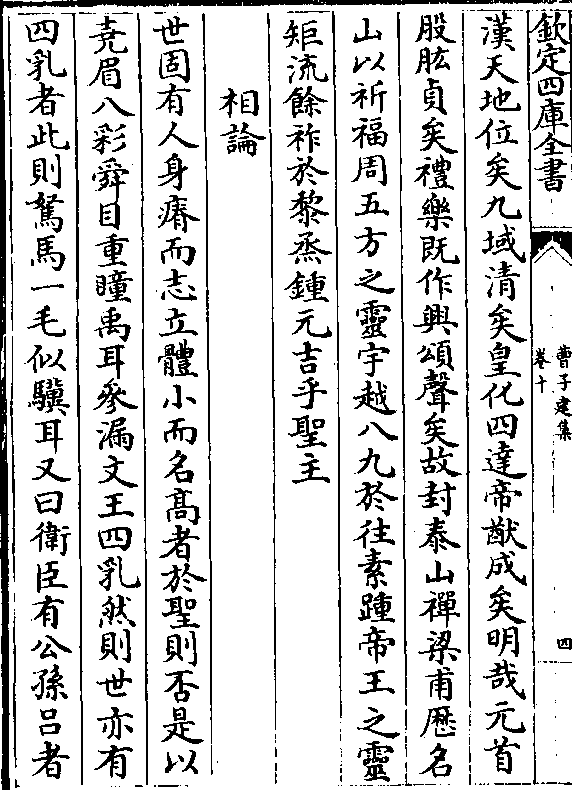 欽定四庫全書
曹子建集
卷十
四
漢天地位矣九域清矣皇化四達帝猷成矣明哉元首
股肱貞矣禮樂既作興頌聲矣故封泰山禪梁甫歴名
山以祈福周五方之靈宇越八九於往素踵帝王之靈
矩流餘祚於黎烝鍾元吉乎聖主
相論
世固有人身瘠而志立體小而名髙者於聖則否是以
堯眉八彩舜目重瞳禹耳參漏文王四乳然則世亦有
四乳者此則駑馬一毛似驥耳又曰衛臣有公孫吕者